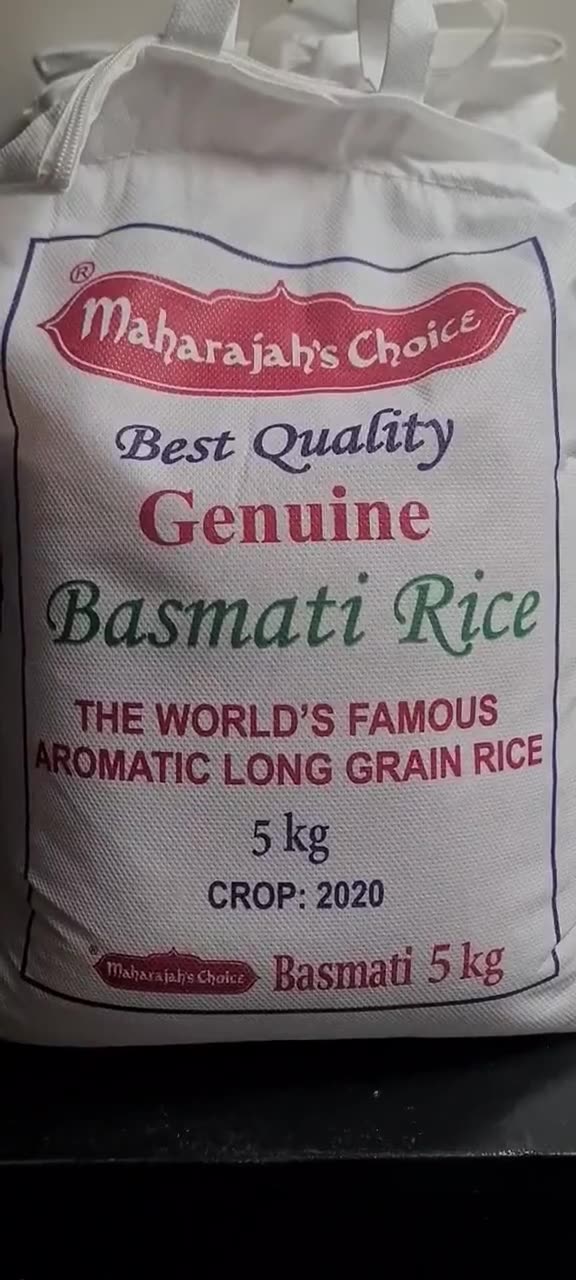 ®
Maharajah's Choice
Best Quality
Genuine
Basmati Rice
THE WORLD'S FAMOUS
AROMATIC LONG GRAIN RICE
5 kg
CROP: 2020
® Maharajah's Choice Basmati 5 kg